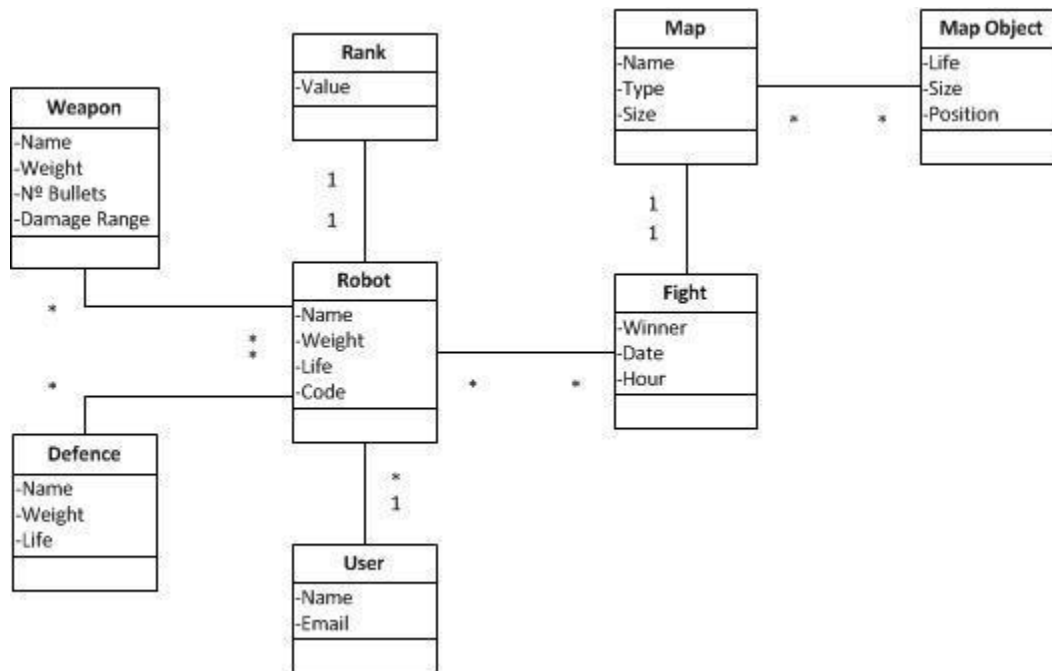 Weapon
-Name
-Weight
-Nº Bullets
-Damage Range
Rank
-Value
Map
-Name
-Type
-Size
Map Object
-Life
-Size
-Position
*
*
1
1
1
1
Robot
-Name
-Weight
-Life
-Code
Fight
-Winner
-Date
-Hour
*
*
*
*
*
*
Defence
-Name
-Weight
-Life
*
1
User
-Name
-Email